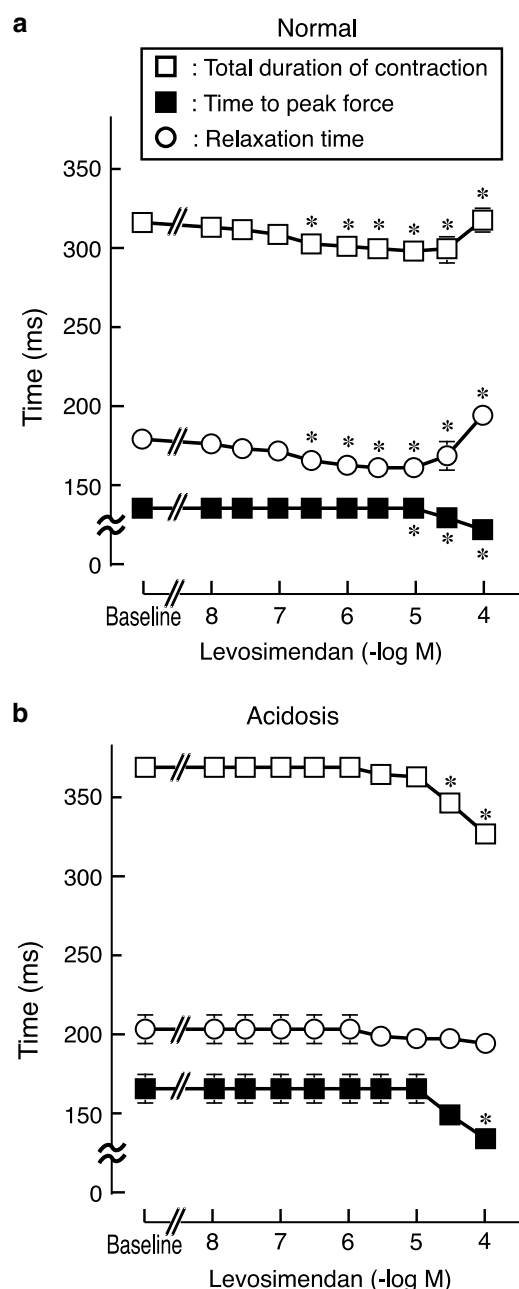 a
Normal
□ : Total duration of contraction
■ : Time to peak force
○ : Relaxation time
350
300
250
200
150
0
Time (ms)
* * * * * *
* * * * * *
* * *
Baseline 8 7 6 5 4
Levosimendan (-log M)
b
Acidosis
350
300
250
200
150
0
Time (ms)
* *
*
Baseline 8 7 6 5 4
Levosimendan (-log M)